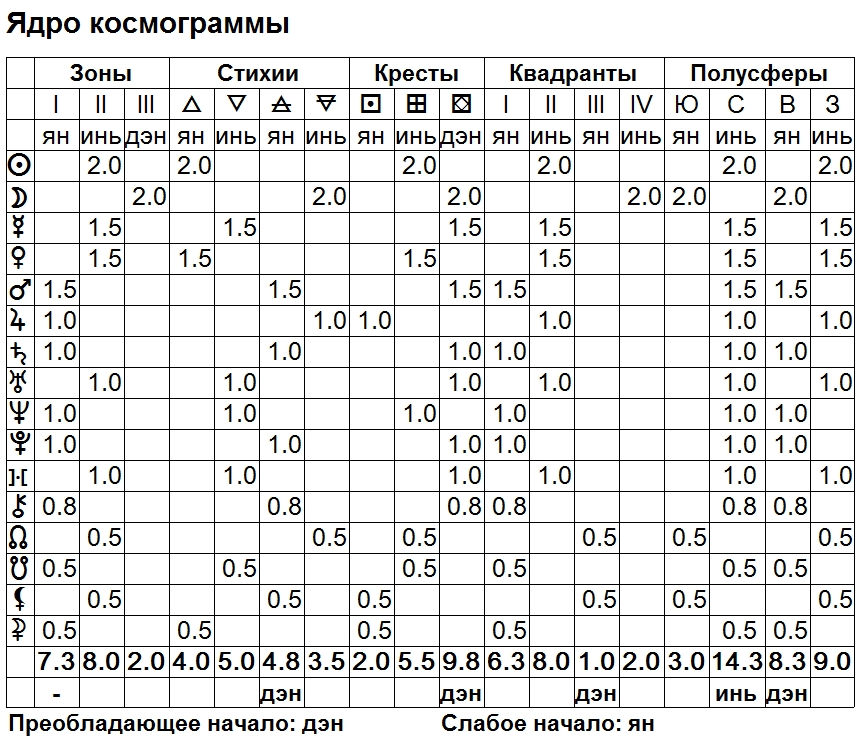 Ядро космограммы
Зоны Стихии Кресты Квадранты Полусферы
I II III 🜂 🜄 🜁 🜃 ⚀ ⊞ I II III IV Ю С В З
ян инь дэн ян инь ян инь ян инь дэн ян инь ян инь ян инь ян инь
☉ 2.0 2.0 2.0 2.0 2.0 2.0
☽ 2.0 2.0 2.0 2.0 2.0 2.0
☿ 1.5 1.5 1.5 1.5 1.5 1.5
♀ 1.5 1.5 1.5 1.5 1.5 1.5
♂ 1.5 1.5 1.5 1.5 1.5 1.5
♃ 1.0 1.0 1.0 1.0 1.0 1.0
♄ 1.0 1.0 1.0 1.0 1.0 1.0
♅ 1.0 1.0 1.0 1.0 1.0 1.0
♆ 1.0 1.0 1.0 1.0 1.0 1.0
1.0 1.0 1.0 1.0 1.0 1.0
]·[ 1.0 1.0 1.0 1.0 1.0 1.0
⚷ 0.8 0.8 0.8 0.8 0.8 0.8
☊ 0.5 0.5 0.5 0.5 0.5 0.5
☋ 0.5 0.5 0.5 0.5 0.5 0.5
⚸ 0.5 0.5 0.5 0.5 0.5 0.5
0.5 0.5 0.5 0.5 0.5 0.5
7.3 8.0 2.0 4.0 5.0 4.8 3.5 2.0 5.5 9.8 6.3 8.0 1.0 2.0 3.0 14.3 8.3 9.0
- дэн дэн дэн инь дэн
Преобладающее начало: дэн Слабое начало: ян